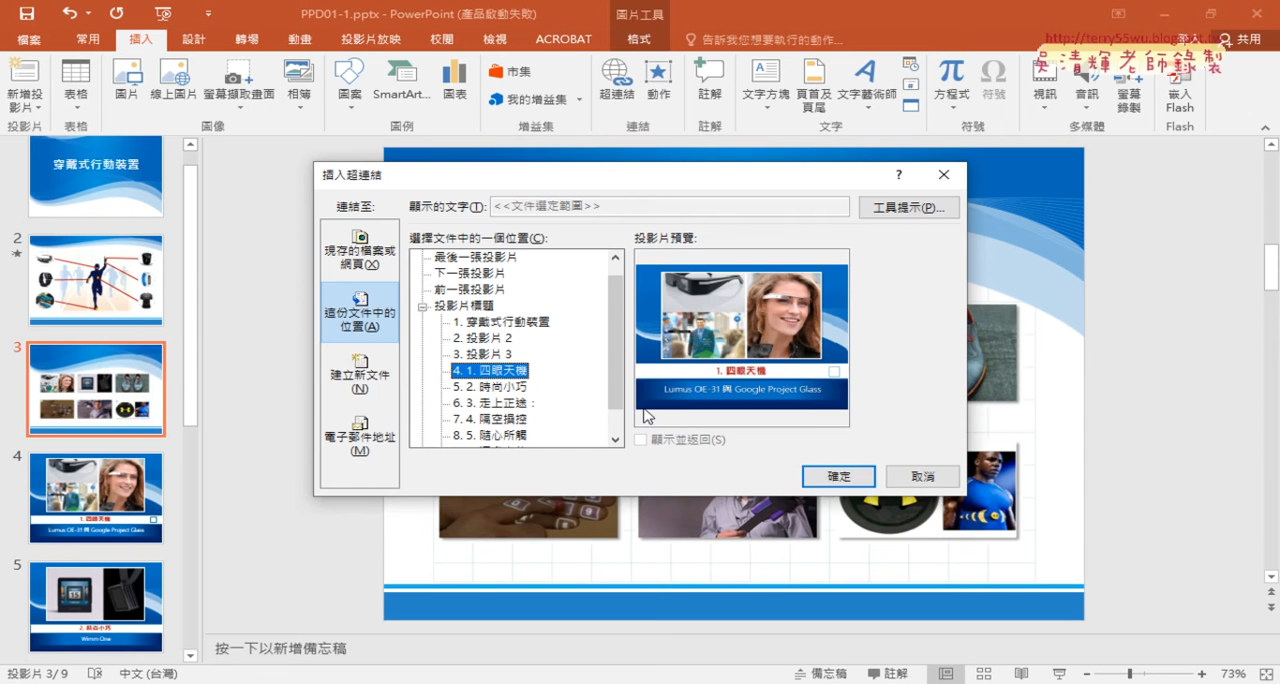 PPD01-1.pptx - PowerPoint (產品啟動失敗)
圖片工具
檔案 常用 插入 設計 轉場 動畫 投影片放映 校閱 檢視 ACROBAT 格式 告訴我您想要執行的動作... 登入 共用
http://terry55wu.blogspot.tw
吳清輝老師錄製
新增投影片 表格 圖片 線上圖片 螢幕擷取畫面 相簿 圖案 SmartArt... 圖表 市集 我的增益集 超連結 動作 註解 文字方塊 頁首及頁尾 文字藝術師 方程式 符號 視訊 音訊 螢幕錄製 嵌入 Flash
投影片 表格 圖像 圖例 增益集 連結 註解 文字 符號 多媒體 Flash
穿戴式行動裝置
2
3
4
1. 四眼天機
Lumus OE-31 與 Google Project Glass
5
2. 時尚小巧
Wimm One
插入超連結
?
連結至:
顯示的文字(T): <<文件選定範圍>>
工具提示(P)...
現存的檔案或網頁(X)
這份文件中的位置(A)
建立新文件(N)
電子郵件地址(M)
選擇文件中的一個位置(C):
最後一張投影片
下一張投影片
前一張投影片
投影片標題
1. 穿戴式行動裝置
2. 投影片 2
3. 投影片 3
4. 1. 四眼天機
5. 2. 時尚小巧
6. 3. 走上正途：
7. 4. 隔空操控
8. 5. 隨心所觸
投影片預覽:
1. 四眼天機
Lumus OE-31 與 Google Project Glass
顯示並返回(S)
確定
取消
按一下以新增備忘稿
投影片 3/9 中文 (台灣) 備忘稿 註解 73%